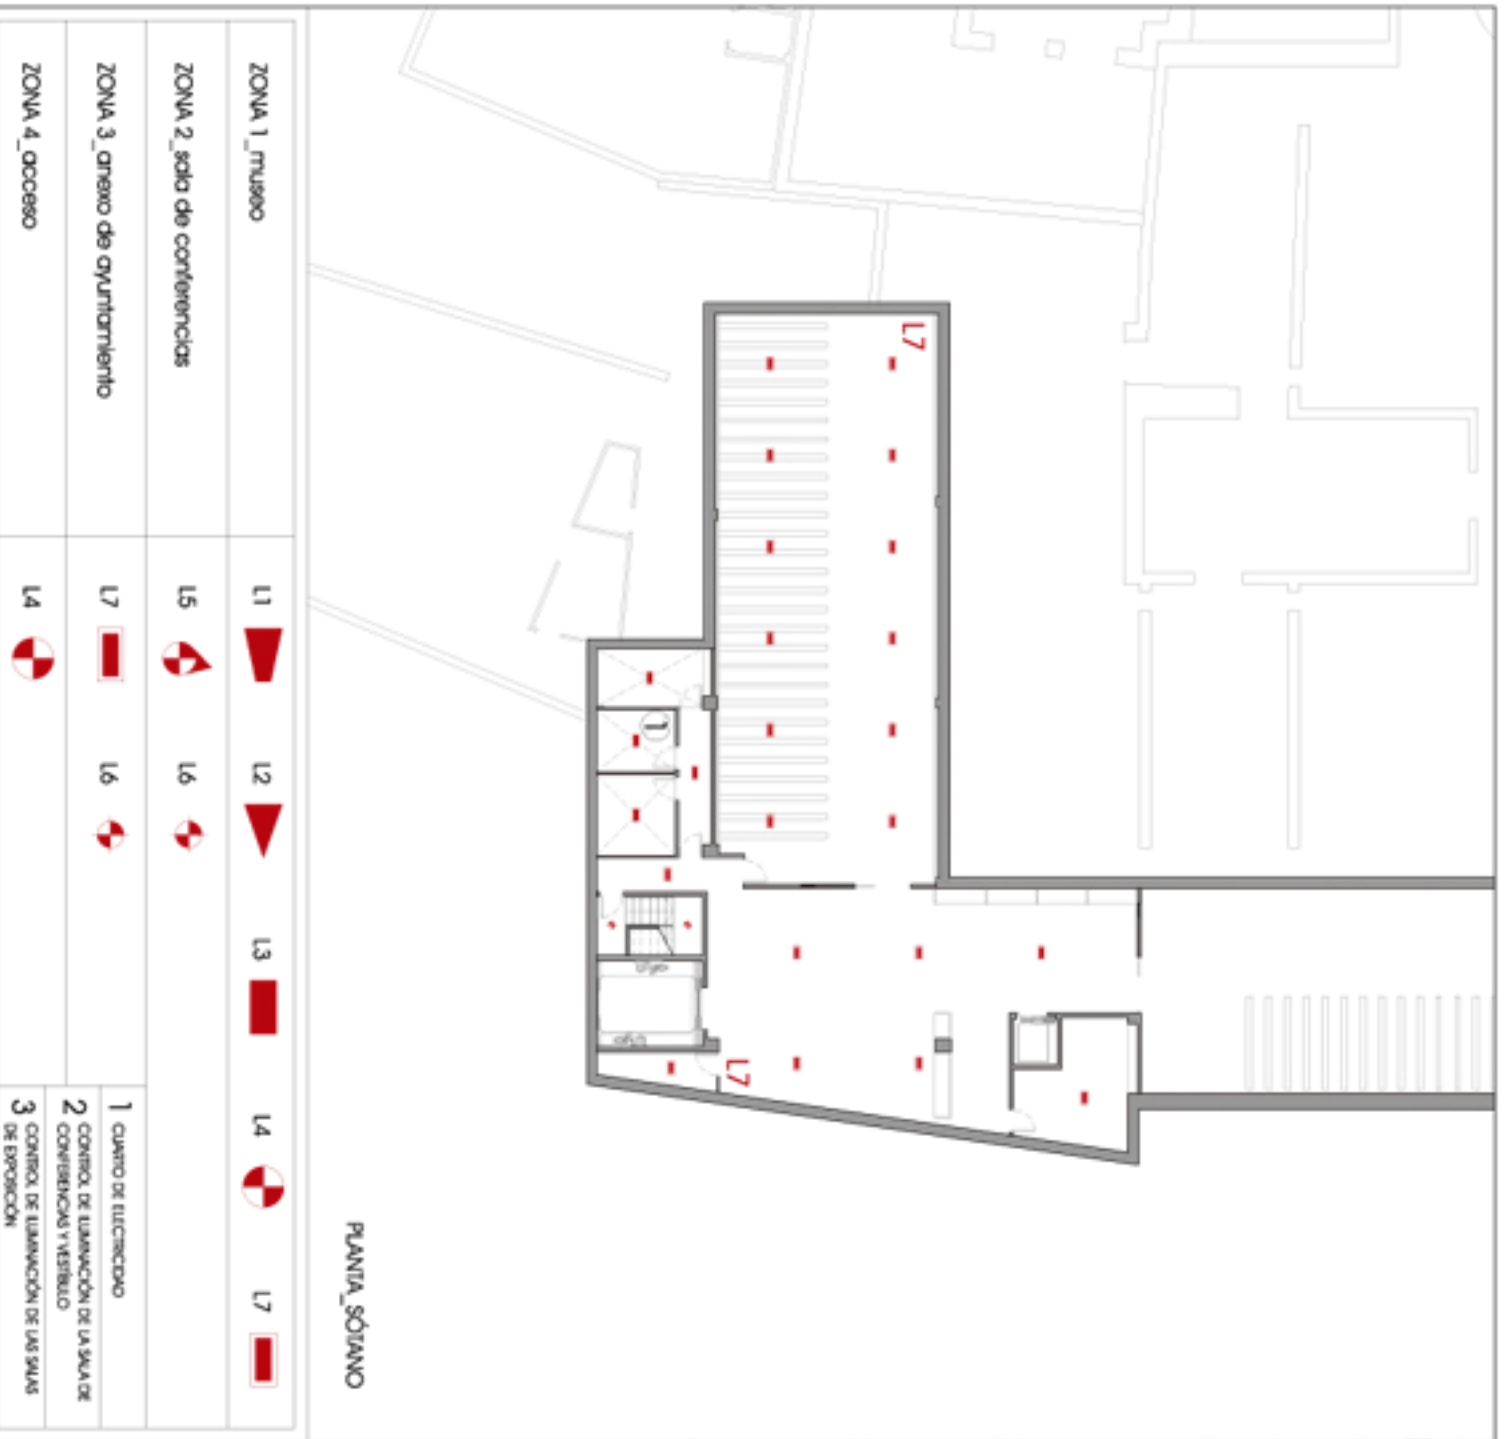 L7
1
L7
PLANTA_SÓTANO
ZONA 1_museo
L1
L2
L3
L4
L7
ZONA 2_sala de conferencias
L5
L6
ZONA 3_anexo de ayuntamiento
L7
L6
ZONA 4_acceso
L4
1 CUARTO DE ELECTRICIDAD
2 CONTROL DE ILUMINACIÓN DE LA SALA DE
CONFERENCIAS Y VESTÍBULO
3 CONTROL DE ILUMINACIÓN DE LAS SALAS
DE EXPOSICIÓN